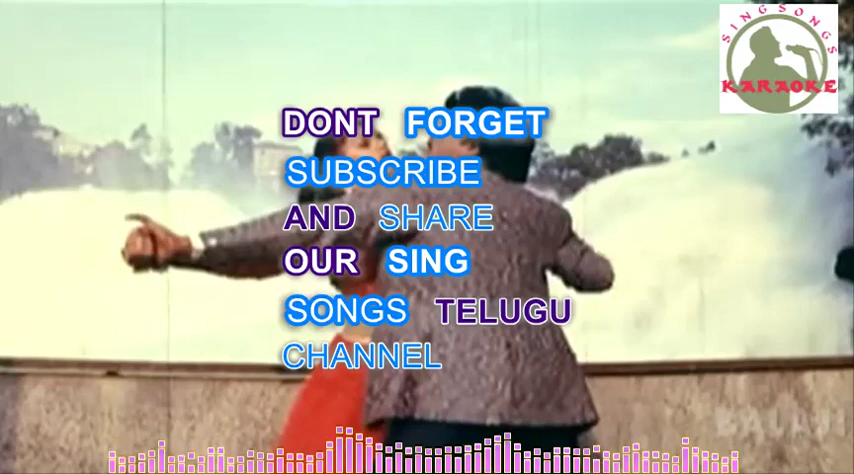 SING SONGS
KARAOKE
DONT FORGET
SUBSCRIBE
AND SHARE
OUR SING
SONGS TELUGU
CHANNEL